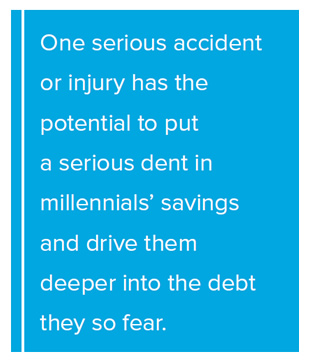 One serious accident
or injury has the
potential to put
a serious dent in
millennials’ savings
and drive them
deeper into the debt
they so fear.